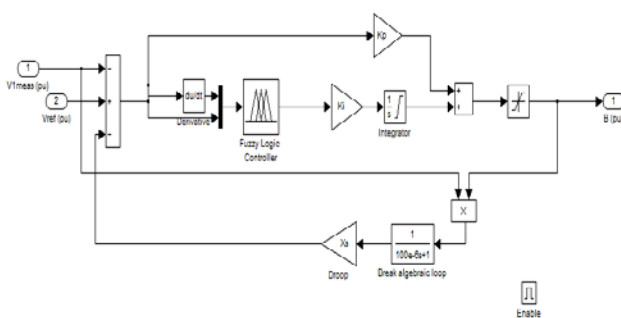 Kp
1
V1meas (pu)
2
Vref (pu)
-
+
-
du/dt
Derivative
Fuzzy Logic
Controller
Ki
1
s
Integrator
+
+
1
B (pu)
X
Xs
Droop
1
100e-6s+1
Break algebraic loop
Enable